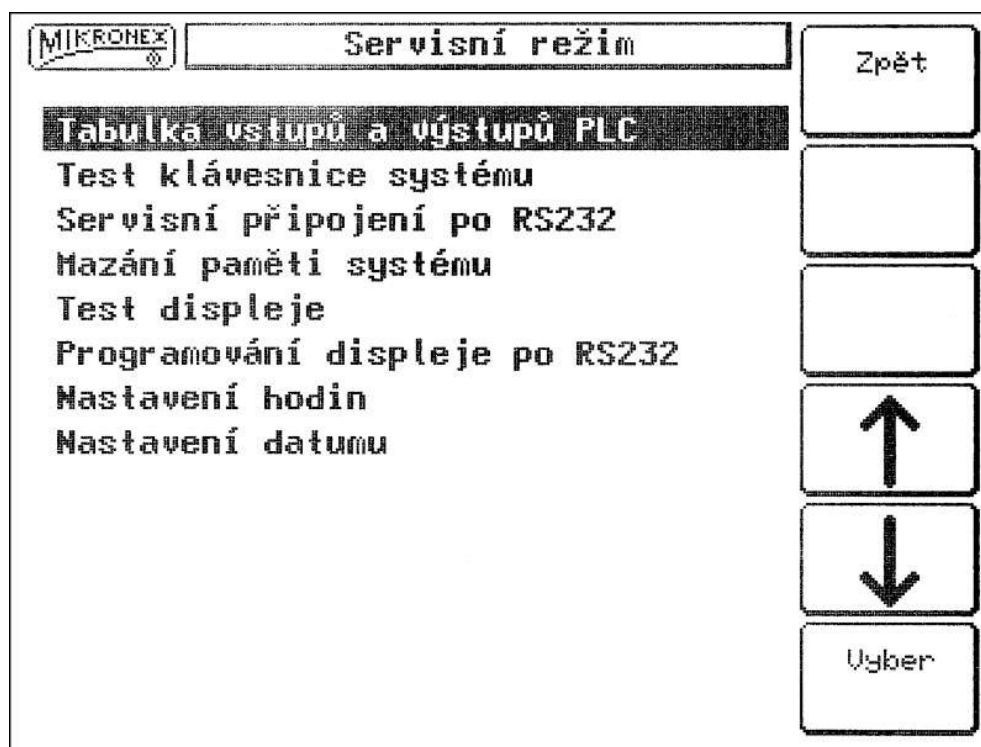 MIKRONEX
®
Servisní režim
Zpět
Tabulka vstupů a výstupů PLC
Test klávesnice systému
Servisní připojení po RS232
Mazání paměti systému
Test displeje
Programování displeje po RS232
Nastavení hodin
Nastavení datumu
Vyber